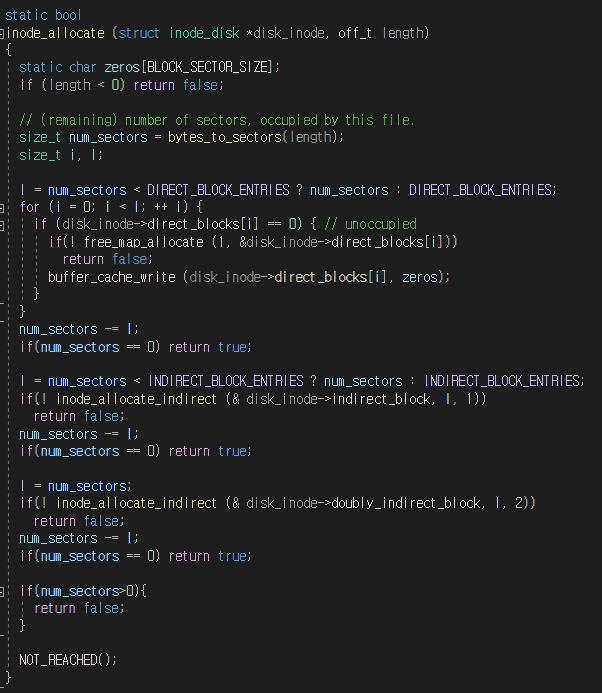 static bool
inode_allocate (struct inode_disk *disk_inode, off_t length)
{
  static char zeros[BLOCK_SECTOR_SIZE];
  if (length < 0) return false;

  // (remaining) number of sectors, occupied by this file.
  size_t num_sectors = bytes_to_sectors(length);
  size_t i, l;

  l = num_sectors < DIRECT_BLOCK_ENTRIES ? num_sectors : DIRECT_BLOCK_ENTRIES;
  for (i = 0; i < l; ++ i) {
    if (disk_inode->direct_blocks[i] == 0) { // unoccupied
      if(! free_map_allocate (1, &disk_inode->direct_blocks[i]))
        return false;
      buffer_cache_write (disk_inode->direct_blocks[i], zeros);
    }
  }
  num_sectors -= l;
  if(num_sectors == 0) return true;

  l = num_sectors < INDIRECT_BLOCK_ENTRIES ? num_sectors : INDIRECT_BLOCK_ENTRIES;
  if(! inode_allocate_indirect (& disk_inode->indirect_block, l, 1))
    return false;
  num_sectors -= l;
  if(num_sectors == 0) return true;

  l = num_sectors;
  if(! inode_allocate_indirect (& disk_inode->doubly_indirect_block, l, 2))
    return false;
  num_sectors -= l;
  if(num_sectors == 0) return true;

  if(num_sectors>0){
    return false;
  }

  NOT_REACHED();
}